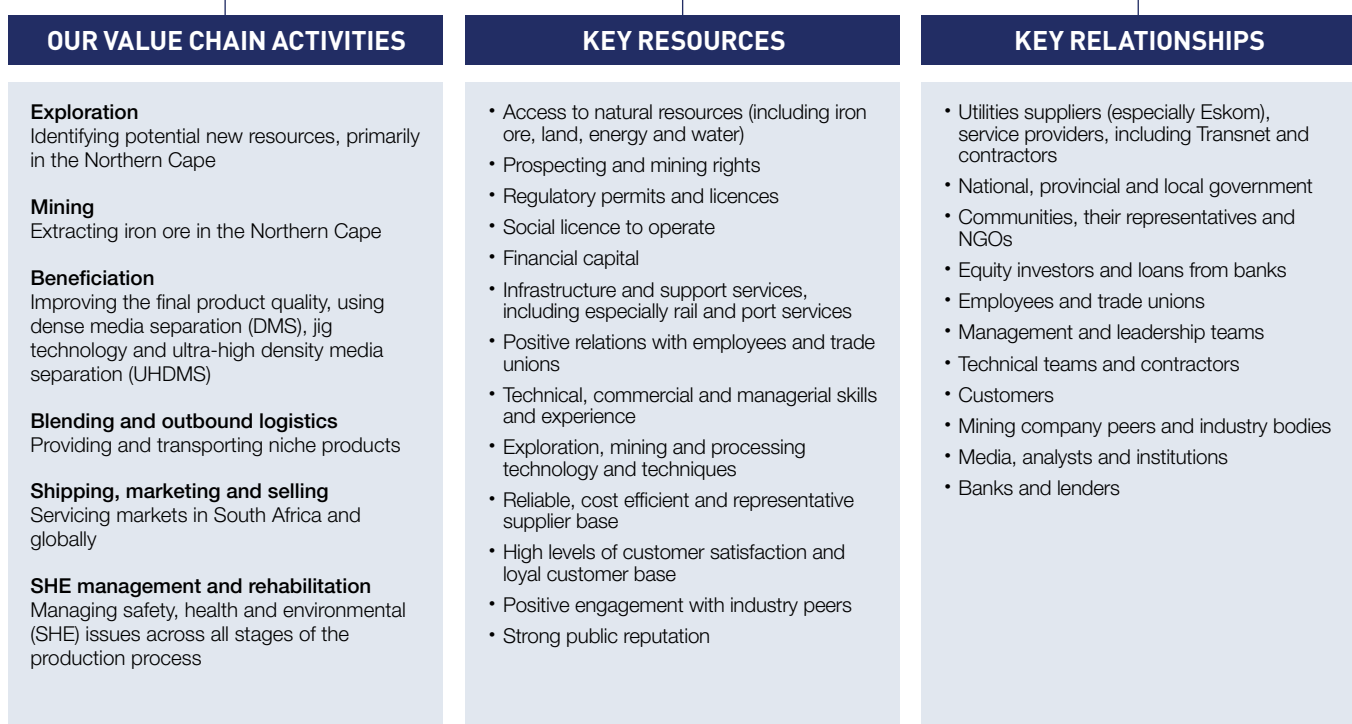 OUR VALUE CHAIN ACTIVITIES
Exploration
Identifying potential new resources, primarily
in the Northern Cape
Mining
Extracting iron ore in the Northern Cape
Beneficiation
Improving the final product quality, using
dense media separation (DMS), jig
technology and ultra-high density media
separation (UHDMS)
Blending and outbound logistics
Providing and transporting niche products
Shipping, marketing and selling
Servicing markets in South Africa and
globally
SHE management and rehabilitation
Managing safety, health and environmental
(SHE) issues across all stages of the
production process
KEY RESOURCES
• Access to natural resources (including iron
ore, land, energy and water)
• Prospecting and mining rights
• Regulatory permits and licences
• Social licence to operate
• Financial capital
• Infrastructure and support services,
including especially rail and port services
• Positive relations with employees and trade
unions
• Technical, commercial and managerial skills
and experience
• Exploration, mining and processing
technology and techniques
• Reliable, cost efficient and representative
supplier base
• High levels of customer satisfaction and
loyal customer base
• Positive engagement with industry peers
• Strong public reputation
KEY RELATIONSHIPS
• Utilities suppliers (especially Eskom),
service providers, including Transnet and
contractors
• National, provincial and local government
• Communities, their representatives and
NGOs
• Equity investors and loans from banks
• Employees and trade unions
• Management and leadership teams
• Technical teams and contractors
• Customers
• Mining company peers and industry bodies
• Media, analysts and institutions
• Banks and lenders